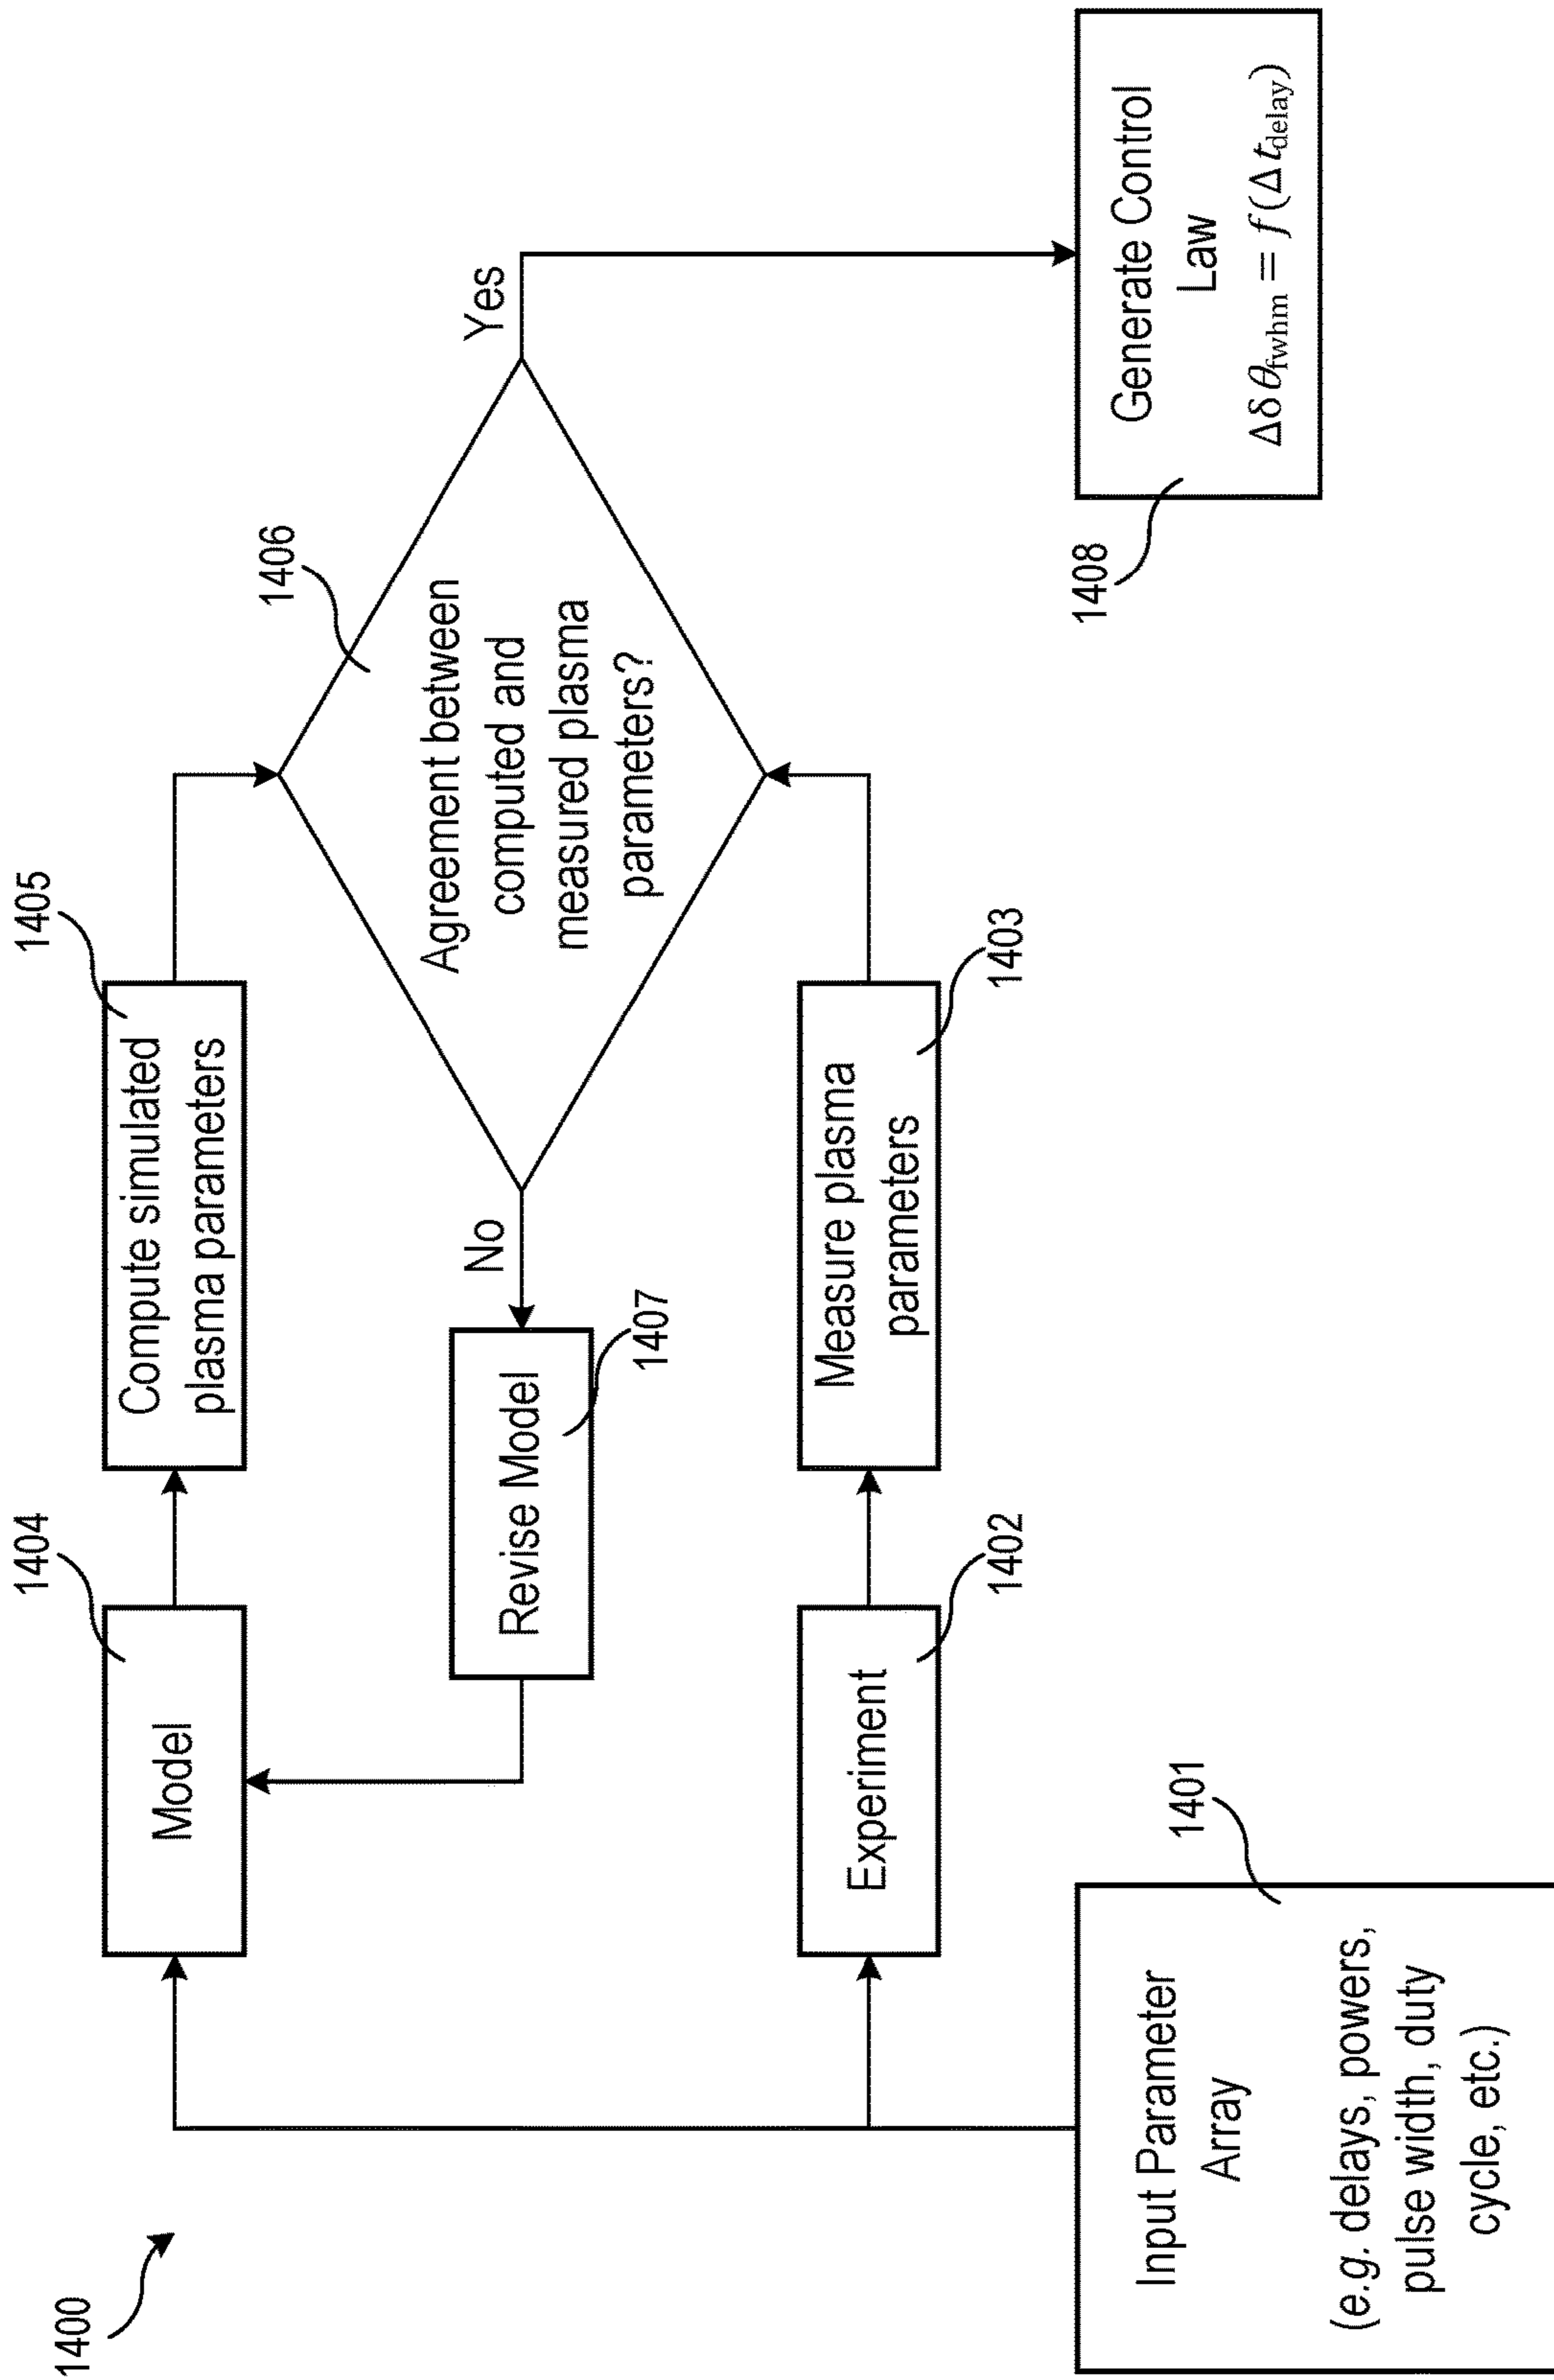 1400
1404
Model
1405
Compute simulated
plasma parameters
1406
Agreement between
computed and
measured plasma
parameters?
No
Yes
Revise Model
1407
Experiment
1402
Measure plasma
parameters
1403
1401
Input Parameter
Array
(e.g. delays, powers,
pulse width, duty
cycle, etc.)
1408
Generate Control
Law
Δδθfwhm = f(Δtdelay)